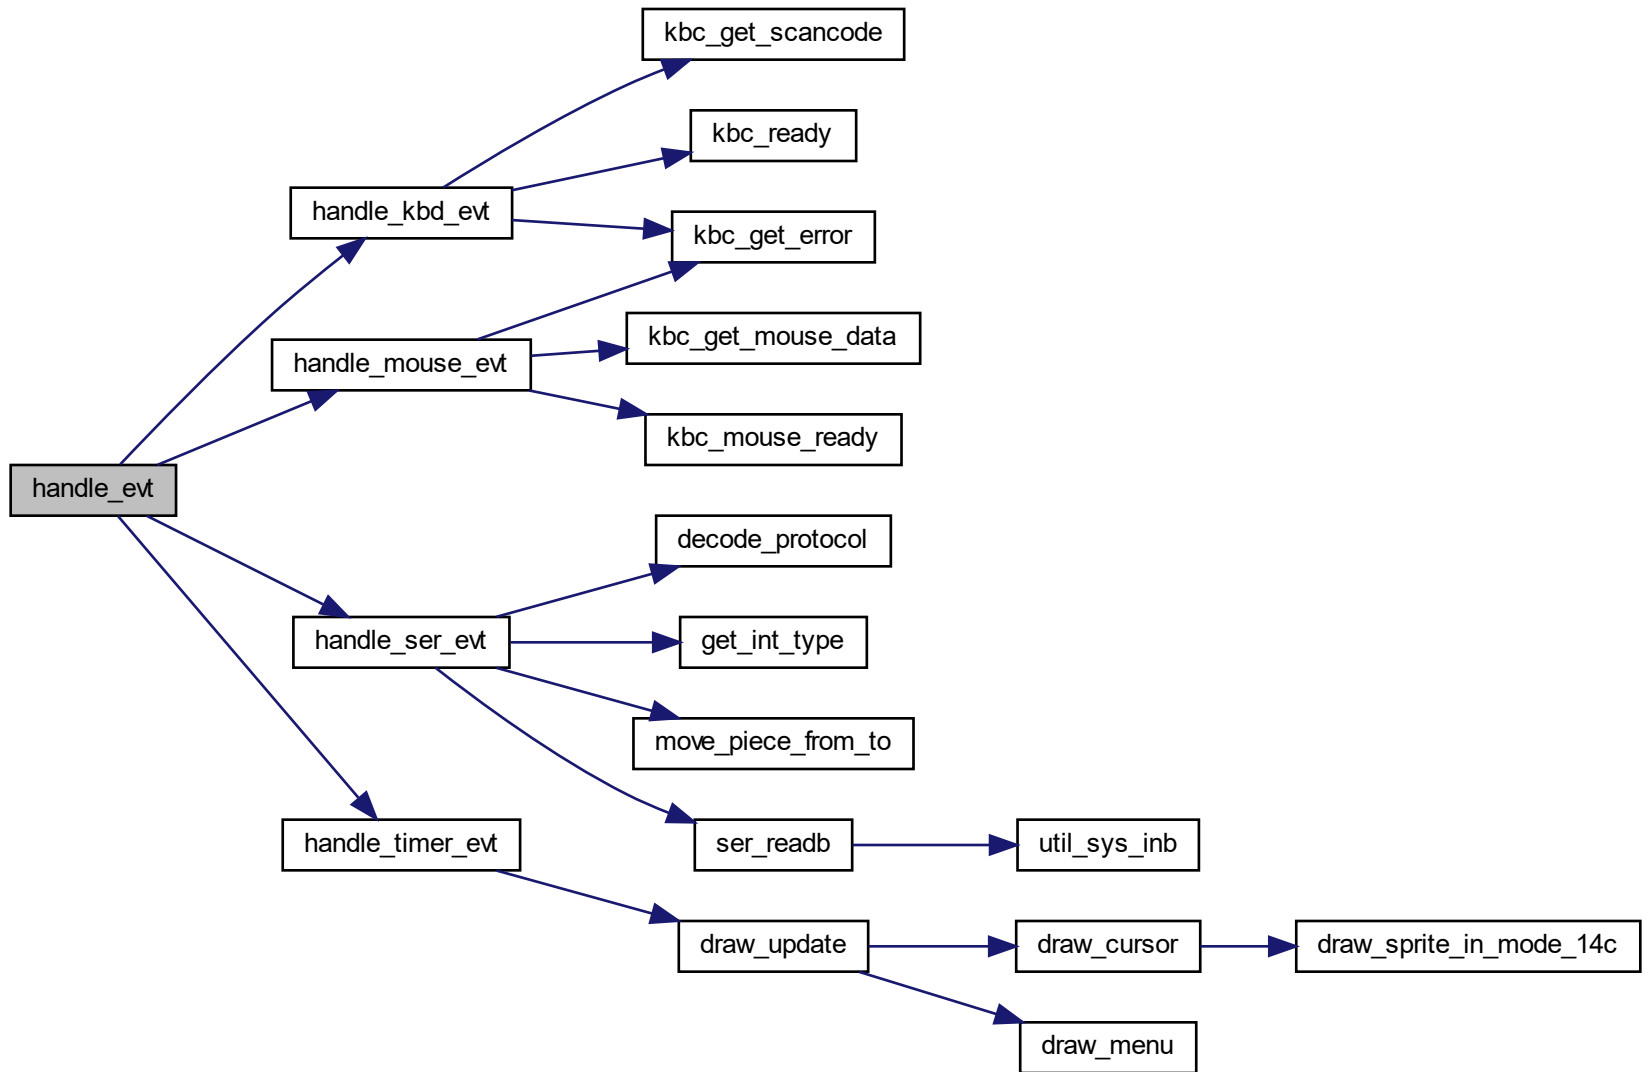 kbc_get_scancode
kbc_ready
handle_kbd_evt
kbc_get_error
kbc_get_mouse_data
handle_mouse_evt
kbc_mouse_ready
handle_evt
decode_protocol
handle_ser_evt
get_int_type
move_piece_from_to
handle_timer_evt
ser_readb
util_sys_inb
draw_update
draw_cursor
draw_sprite_in_mode_14c
draw_menu